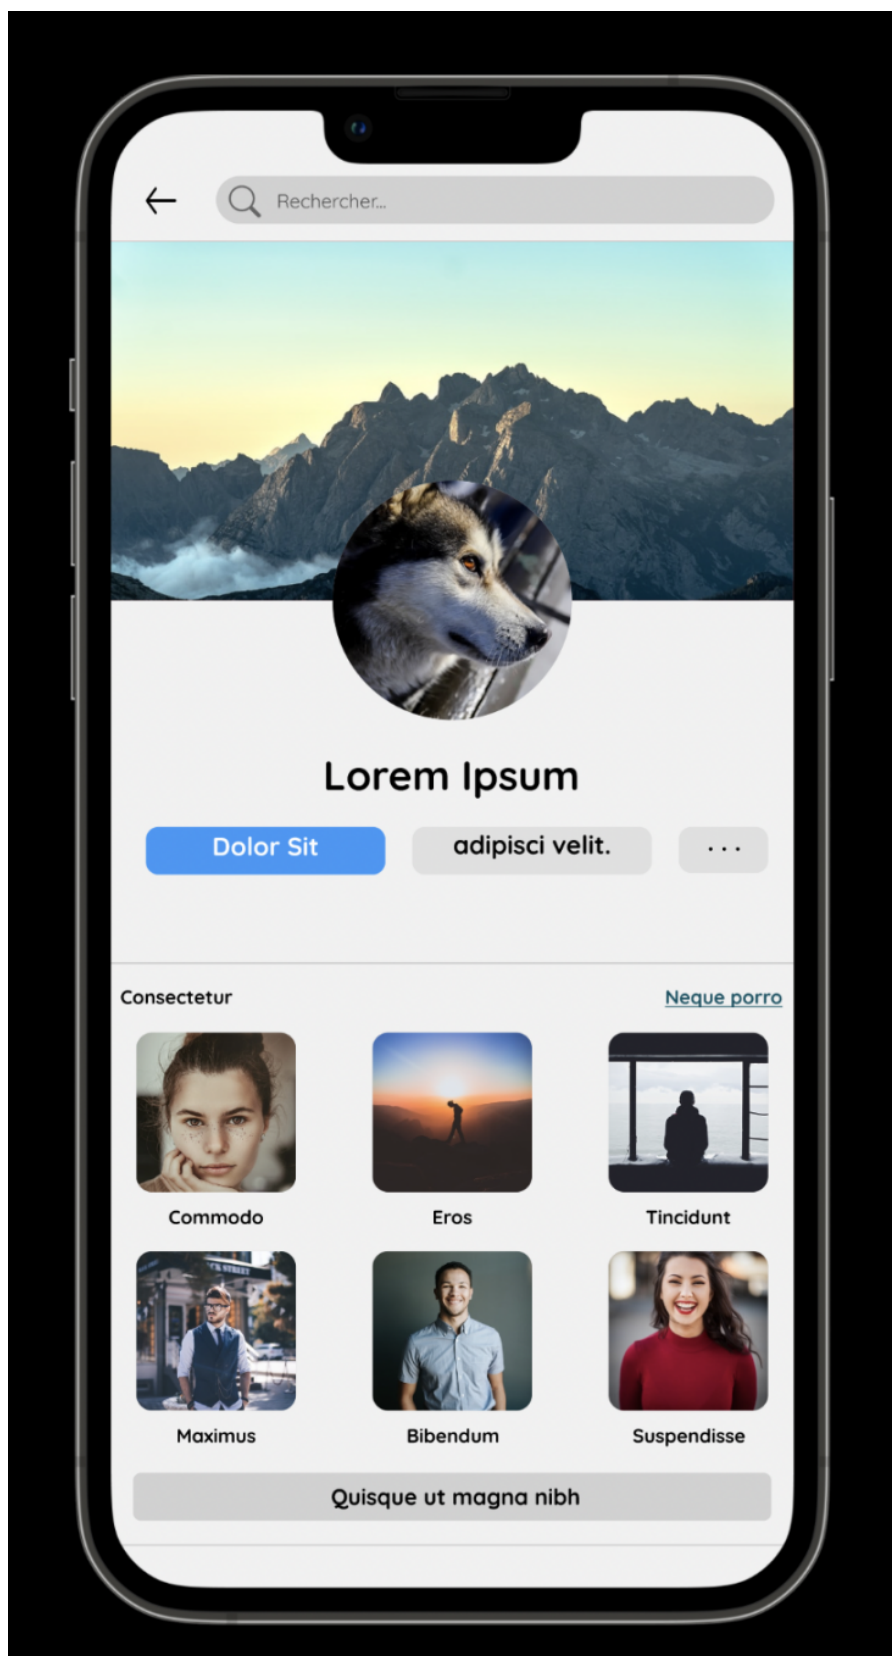 Rechercher...
Lorem Ipsum
Dolor Sit
adipisci velit.
...
Consectetur
Neque porro
Commodo
Eros
Tincidunt
Maximus
Bibendum
Suspendisse
Quisque ut magna nibh